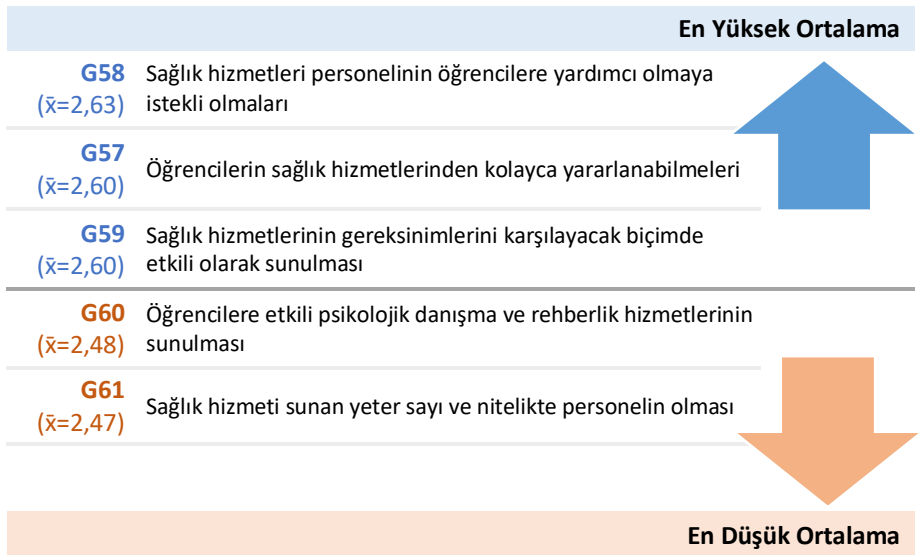 En Yüksek Ortalama
G58 Sağlık hizmetleri personelinin öğrencilere yardımcı olmaya
(x̄=2,63) istekli olmaları
G57
Öğrencilerin sağlık hizmetlerinden kolayca yararlanabilmeleri
(x̄=2,60)
G59 Sağlık hizmetlerinin gereksinimlerini karşılayacak biçimde
(x̄=2,60) etkili olarak sunulması
G60 Öğrencilere etkili psikolojik danışma ve rehberlik hizmetlerinin
(x̄=2,48) sunulması
G61
Sağlık hizmeti sunan yeter sayı ve nitelikte personelin olması
(x̄=2,47)
En Düşük Ortalama